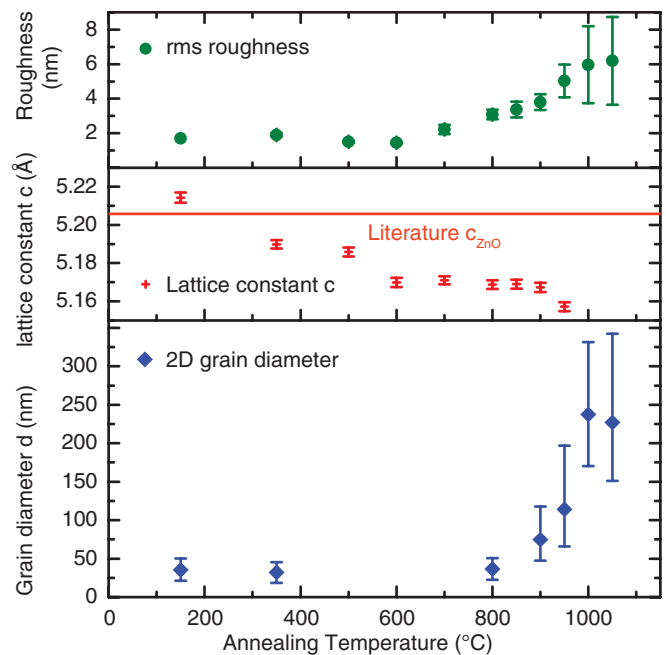 Roughness
(nm)
8
6
4
2
rms roughness
lattice constant c (Å)
5.22
5.20
5.18
5.16
Literature c_ZnO
Lattice constant c
Grain diameter d (nm)
300
250
200
150
100
50
0
2D grain diameter
0 200 400 600 800 1000
Annealing Temperature (°C)